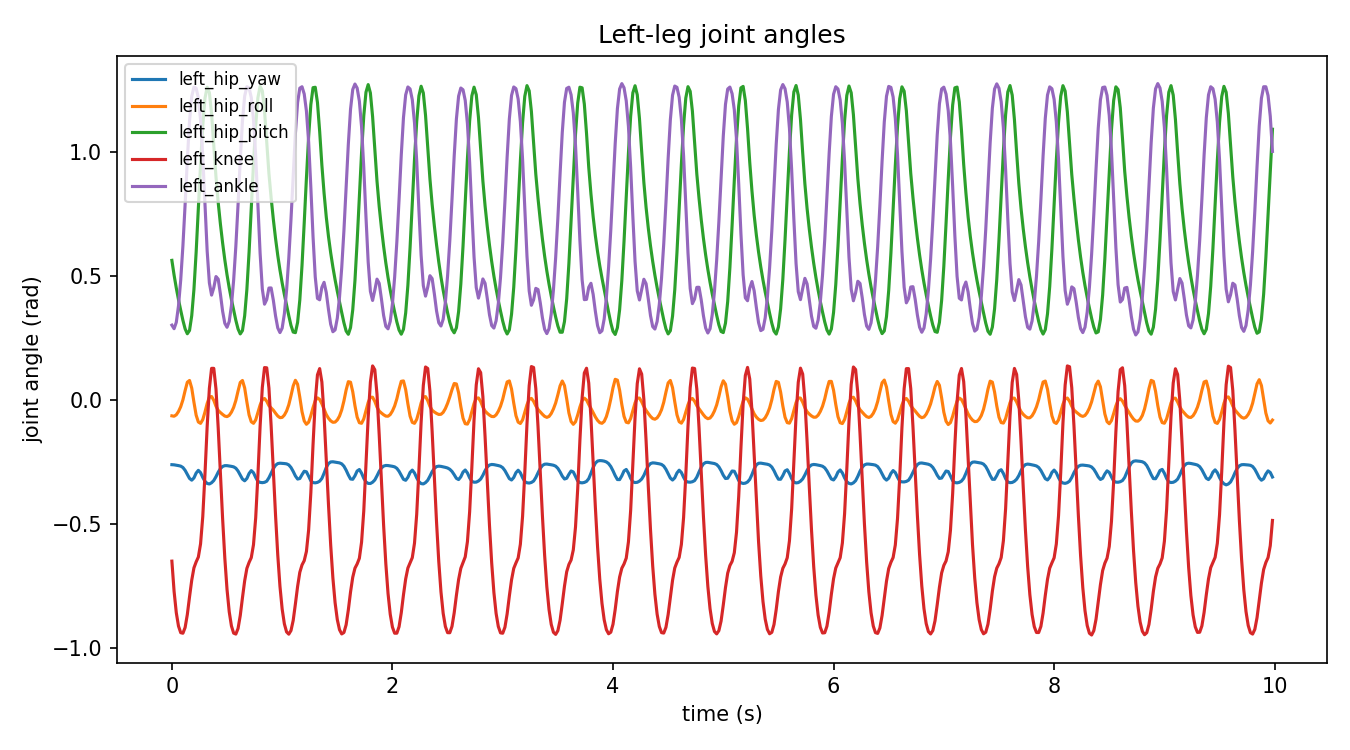 Left-leg joint angles
left_hip_yaw
left_hip_roll
left_hip_pitch
left_knee
left_ankle
1.0
0.5
0.0
−0.5
−1.0
joint angle (rad)
0 2 4 6 8 10
time (s)